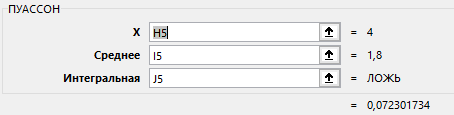 ПУАССОН
X H5 = 4
Среднее I5 = 1,8
Интегральная J5 = ЛОЖЬ
= 0,072301734